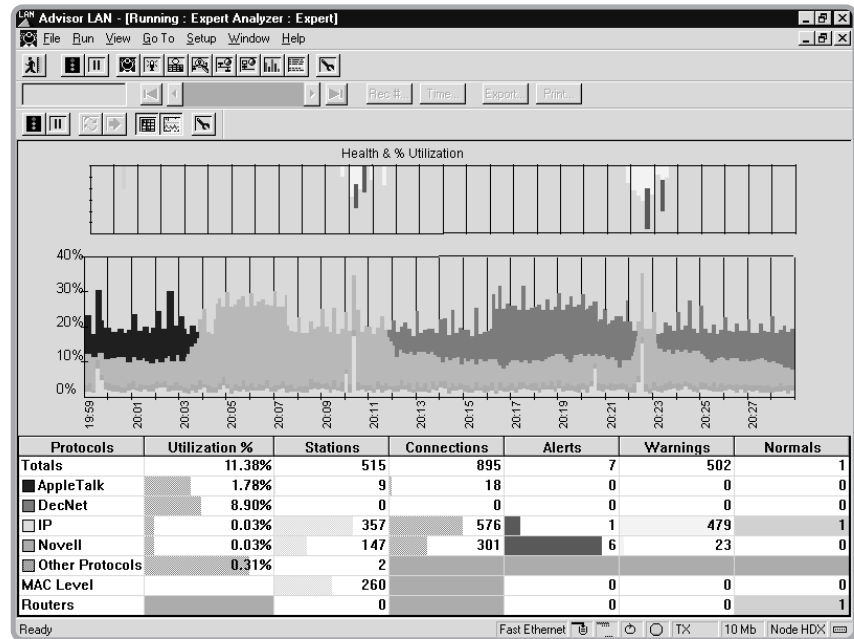 LAN
Advisor LAN - [Running : Expert Analyzer : Expert]
File Run View Go To Setup Window Help
Rec #... Time... Export... Print...
Health & % Utilization
40%
30%
20%
10%
0%
19:59 20:01 20:03 20:05 20:07 20:09 20:11 20:13 20:15 20:17 20:19 20:21 20:23 20:25 20:27
Protocols Utilization % Stations Connections Alerts Warnings Normals
Totals 11.38% 515 895 7 502 1
AppleTalk 1.78% 9 18 0 0 0
DecNet 8.90% 0 0 0 0 0
IP 0.03% 357 576 1 479 1
Novell 0.03% 147 301 6 23 0
Other Protocols 0.31% 2
MAC Level 260 0 0 0
Routers 0 0 0 1
Ready Fast Ethernet TX 10 Mb Node HDX